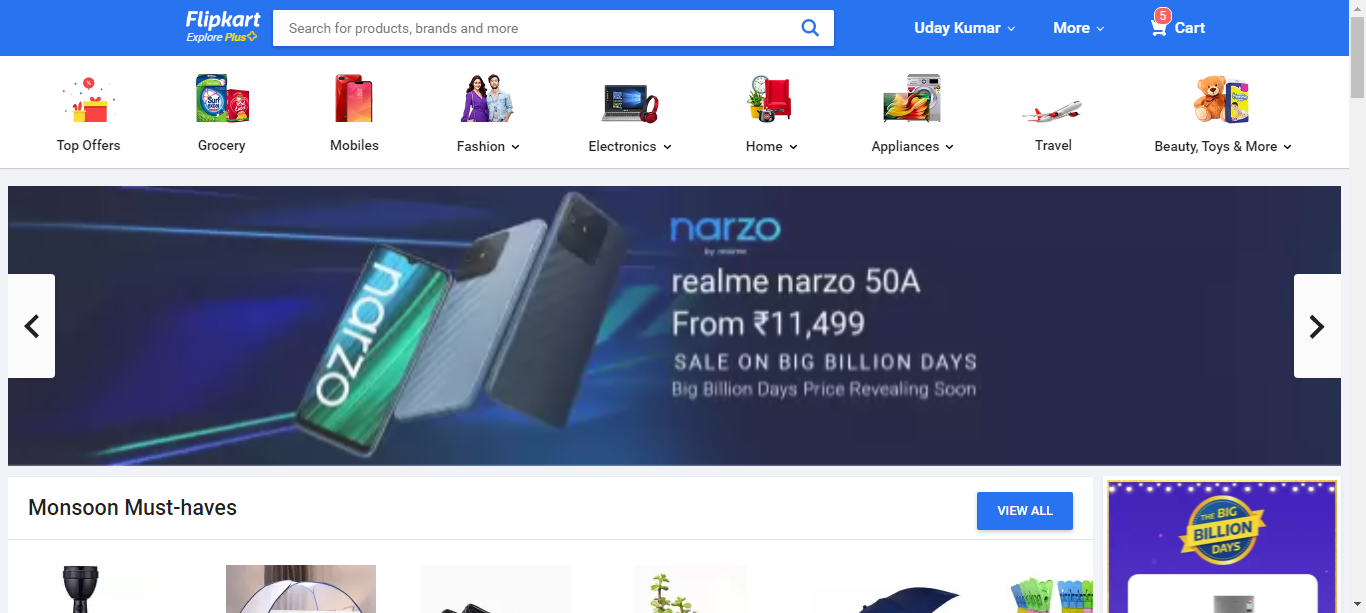 Flipkart
Explore Plus
Search for products, brands and more
Uday Kumar
More
5
Cart
%
Surf excel
Top Offers
Grocery
Mobiles
Fashion
Electronics
Home
Appliances
Travel
Beauty, Toys & More
narzo
by realme
realme narzo 50A
From ₹11,499
SALE ON BIG BILLION DAYS
Big Billion Days Price Revealing Soon
narzo
Monsoon Must-haves
VIEW ALL
THE BIG
BILLION
DAYS